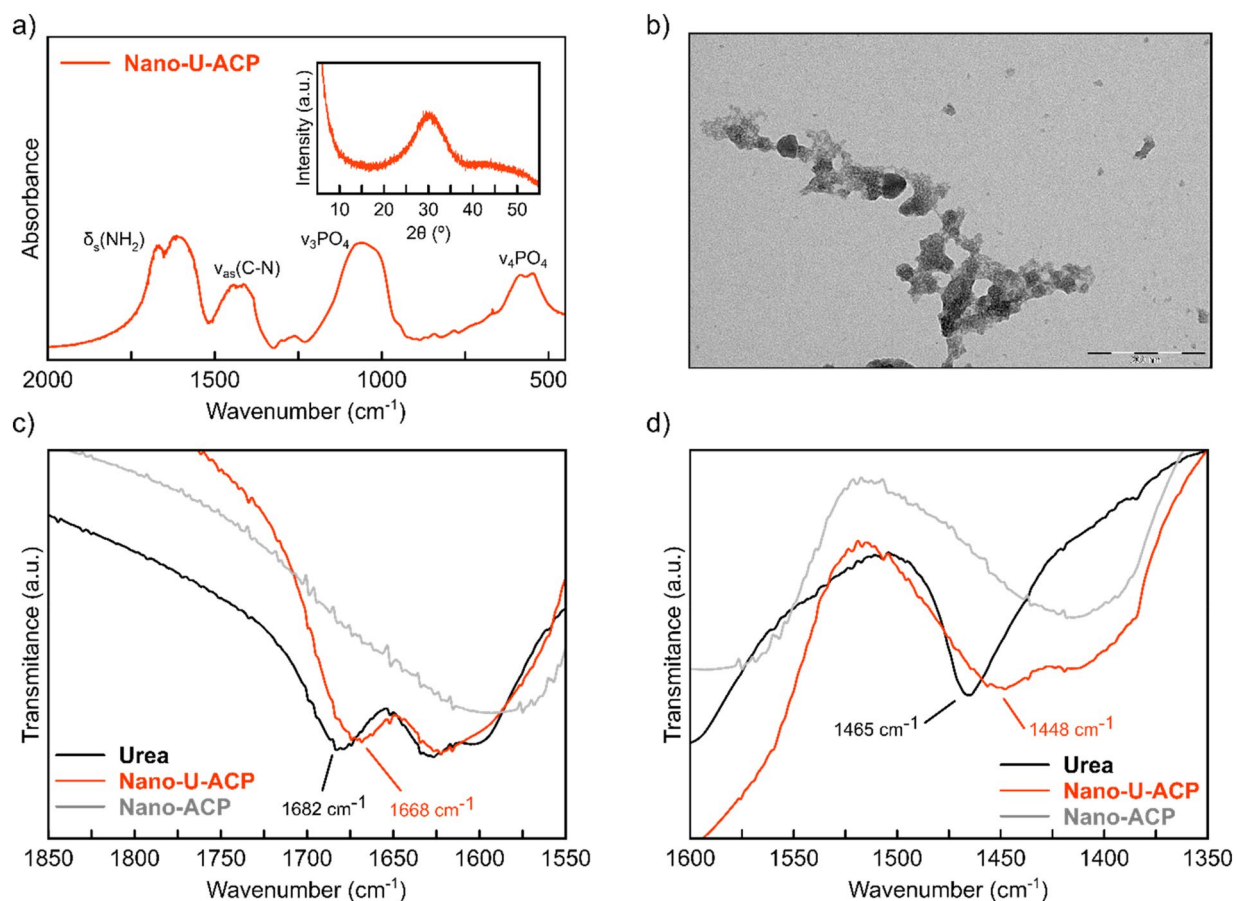 a)
Nano-U-ACP
Absorbance
δₛ(NH₂)
νₐₛ(C-N)
ν₃PO₄
ν₄PO₄
2000 1500 1000 500
Wavenumber (cm⁻¹)
Intensity (a.u.)
10 20 30 40 50
2θ (º)
b)
c)
Transmitance (a.u.)
1682 cm⁻¹
1668 cm⁻¹
Urea
Nano-U-ACP
Nano-ACP
1850 1800 1750 1700 1650 1600 1550
Wavenumber (cm⁻¹)
d)
Transmitance (a.u.)
1465 cm⁻¹
1448 cm⁻¹
Urea
Nano-U-ACP
Nano-ACP
1600 1550 1500 1450 1400 1350
Wavenumber (cm⁻¹)